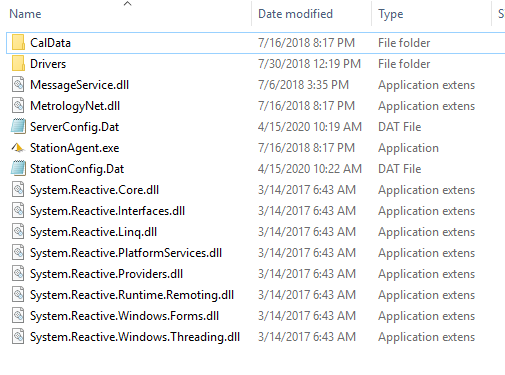 Name Date modified Type S
CalData 7/16/2018 8:17 PM File folder
Drivers 7/30/2018 12:19 PM File folder
MessageService.dll 7/6/2018 3:35 PM Application extens
MetrologyNet.dll 7/16/2018 8:17 PM Application extens
ServerConfig.Dat 4/15/2020 10:19 AM DAT File
StationAgent.exe 7/16/2018 8:17 PM Application
StationConfig.Dat 4/15/2020 10:22 AM DAT File
System.Reactive.Core.dll 3/14/2017 6:43 AM Application extens
System.Reactive.Interfaces.dll 3/14/2017 6:43 AM Application extens
System.Reactive.Linq.dll 3/14/2017 6:43 AM Application extens
System.Reactive.PlatformServices.dll 3/14/2017 6:43 AM Application extens
System.Reactive.Providers.dll 3/14/2017 6:43 AM Application extens
System.Reactive.Runtime.Remoting.dll 3/14/2017 6:43 AM Application extens
System.Reactive.Windows.Forms.dll 3/14/2017 6:43 AM Application extens
System.Reactive.Windows.Threading.dll 3/14/2017 6:43 AM Application extens